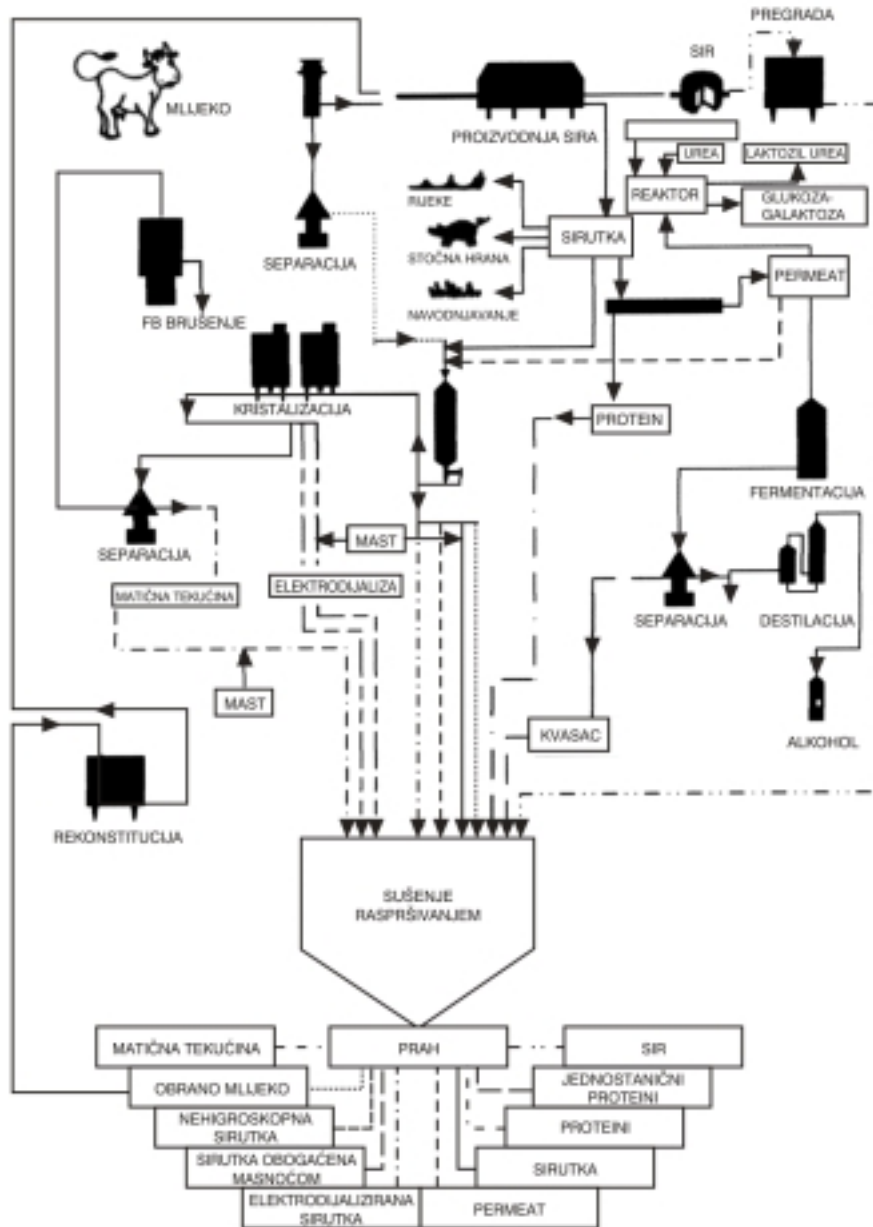 PREGRADA
SIR
MLIJEKO
PROIZVODNJA SIRA
UREA
LAKTOZIL UREA
REAKTOR
GLUKOZA-
GALAKTOZA
RIJEKE
SIRUTKA
STOČNA HRANA
SEPARACIJA
PERMEAT
NAVODNJAVANJE
FB BRUŠENJE
KRISTALIZACIJA
PROTEIN
FERMENTACIJA
SEPARACIJA
MAST
ELEKTRODIJALIZA
MATIČNA TEKUĆINA
SEPARACIJA
DESTILACIJA
MAST
KVASAC
ALKOHOL
REKONSTITUCIJA
SUŠENJE
RASPRŠIVANJEM
MATIČNA TEKUĆINA
PRAH
SIR
OBRANO MLIJEKO
JEDNOSTANIČNI
PROTEINI
NEHIGROSKOPNA
SIRUTKA
PROTEINI
SIRUTKA OBOGAĆENA
MASNOĆOM
SIRUTKA
ELEKTRODIJALIZIRANA
SIRUTKA
PERMEAT